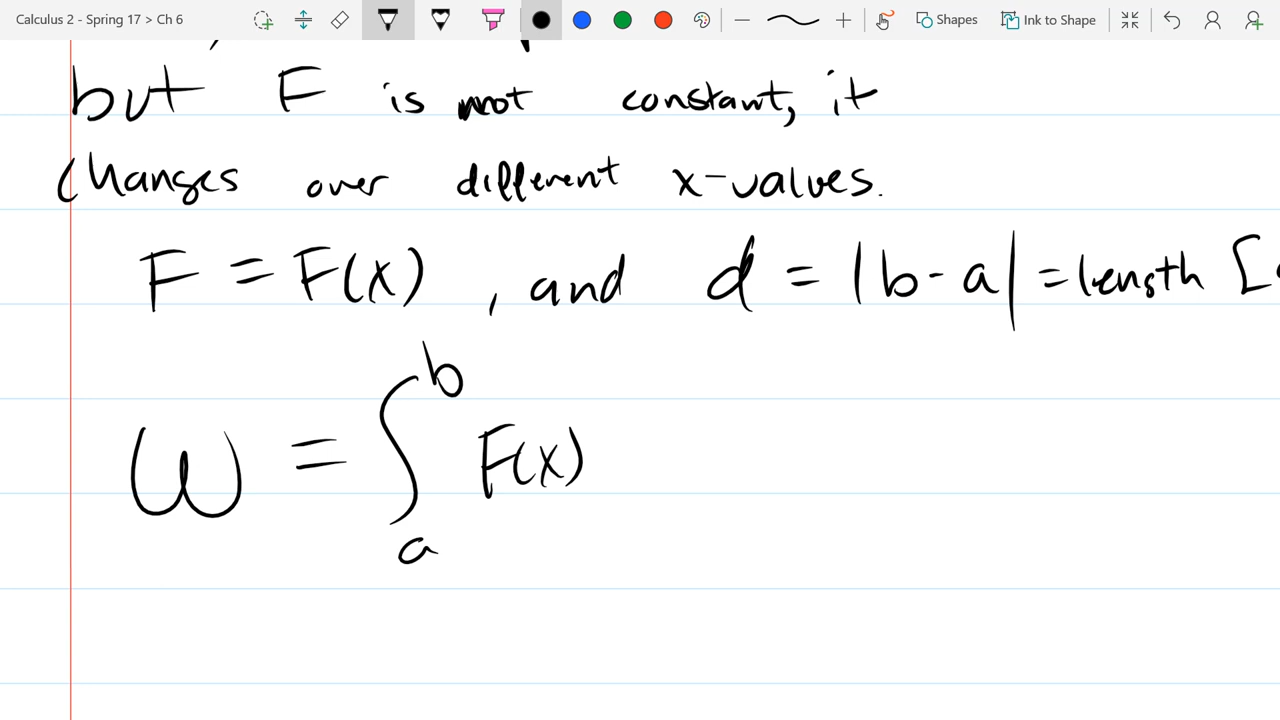 Calculus 2 - Spring 17 > Ch 6 Shapes Ink to Shape
but F is not constant, it
changes over different x-values.
F = F(x), and d = |b - a| = length [
W = ∫_a^b F(x)